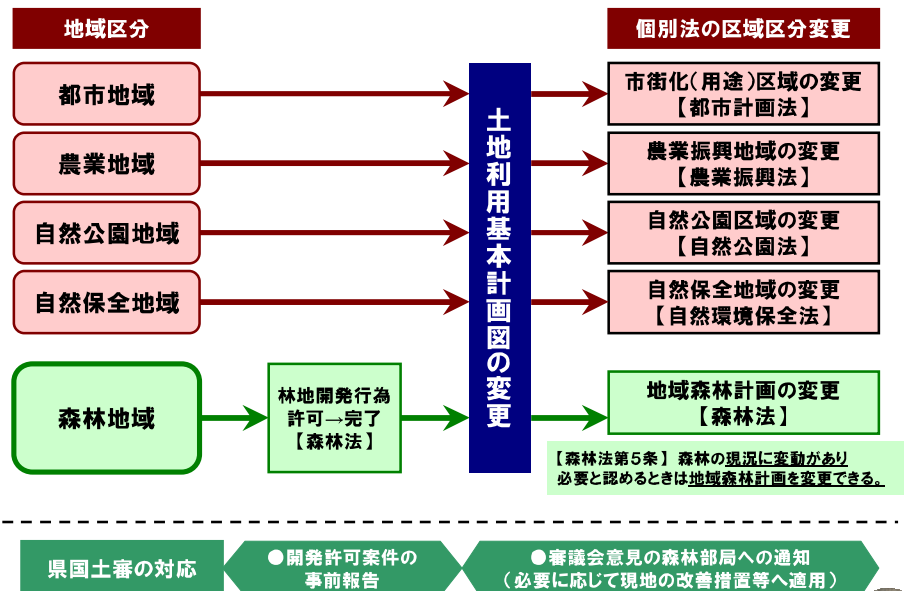 地域区分
個別法の区域区分変更
都市地域
農業地域
自然公園地域
自然保全地域
森林地域
林地開発行為
許可→完了
【森林法】
土地利用基本計画図の変更
市街化（用途）区域の変更
【都市計画法】
農業振興地域の変更
【農業振興法】
自然公園区域の変更
【自然公園法】
自然保全地域の変更
【自然環境保全法】
地域森林計画の変更
【森林法】
【森林法第５条】 森林の現況に変動があり
必要と認めるときは地域森林計画を変更できる。
県国土審の対応
●開発許可案件の
事前報告
●審議会意見の森林部局への通知
（必要に応じて現地の改善措置等へ適用）